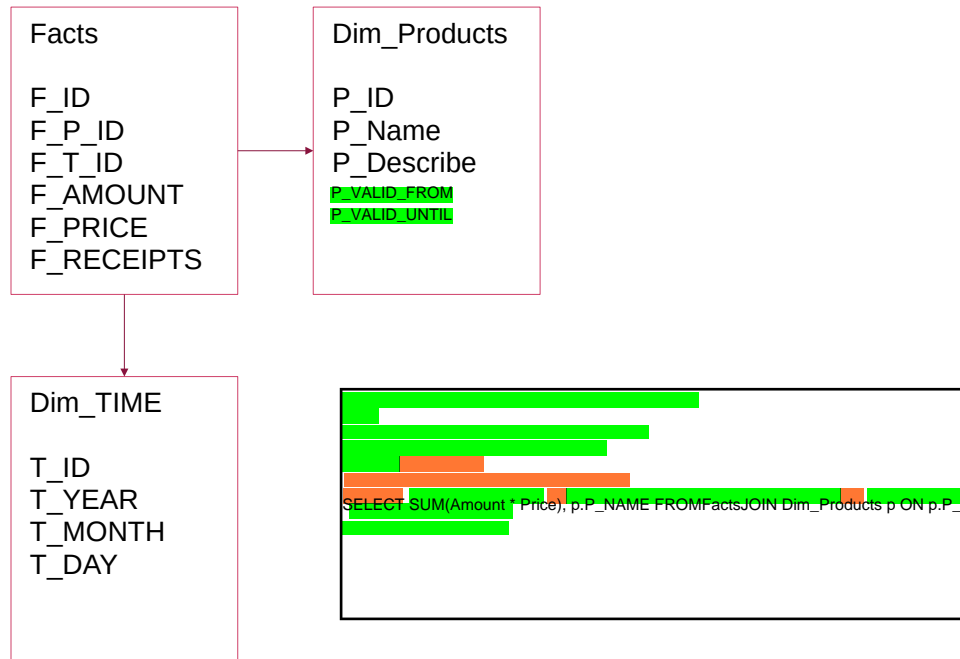 Facts
F_ID
F_P_ID
F_T_ID
F_AMOUNT
F_PRICE
F_RECEIPTS
Dim_Products
P_ID
P_Name
P_Describe
P_VALID_FROM
P_VALID_UNTIL
Dim_TIME
T_ID
T_YEAR
T_MONTH
T_DAY
SELECT SUM(Amount * Price), p.P_NAME FROMFactsJOIN Dim_Products p ON p.P_